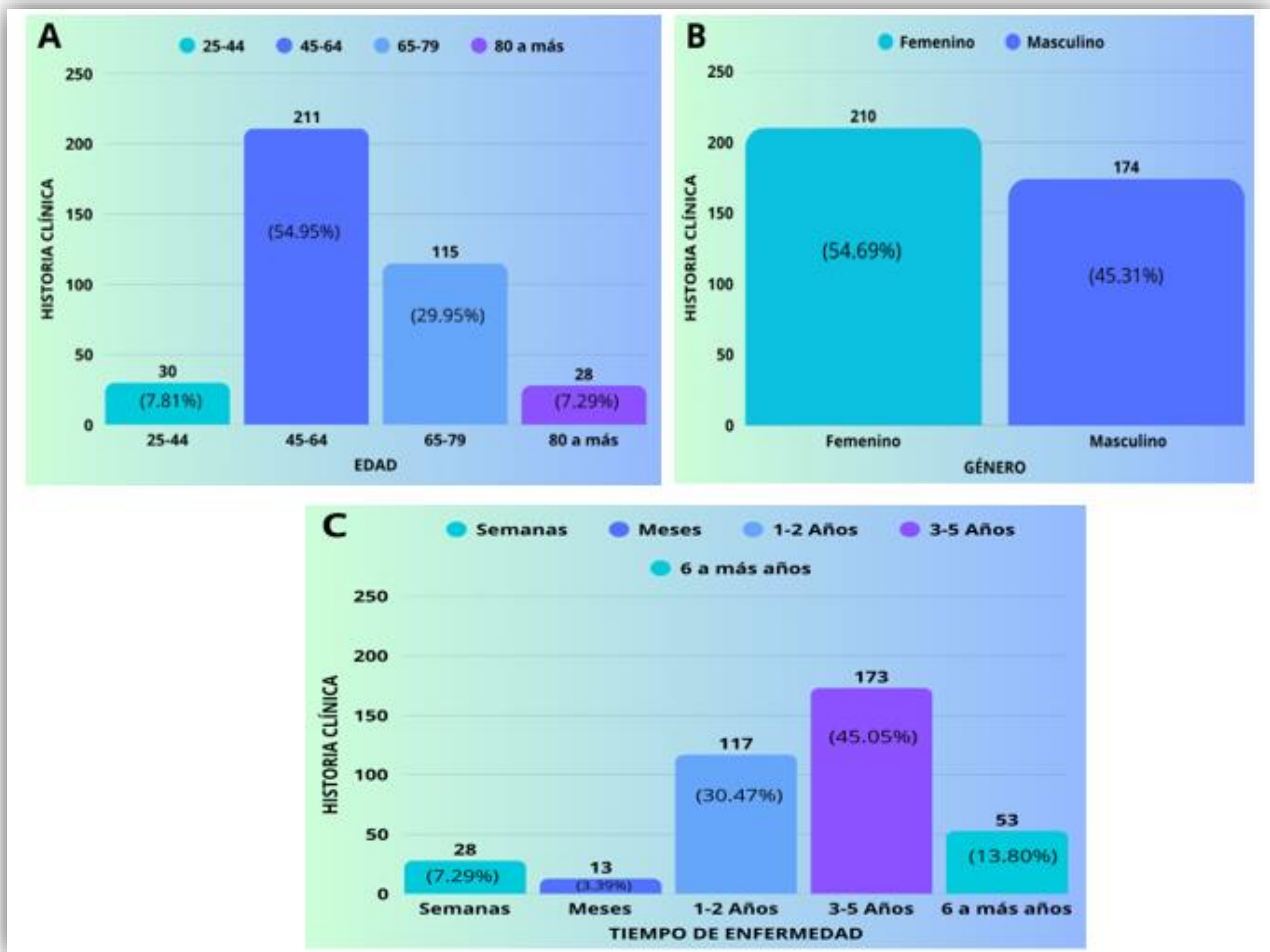 A
25-44 45-64 65-79 80 a más
250
200
150
100
50
0
HISTORIA CLÍNICA
30
(7.81%)
211
(54.95%)
115
(29.95%)
28
(7.29%)
25-44 45-64 65-79 80 a más
EDAD
B
Femenino Masculino
250
200
150
100
50
0
HISTORIA CLÍNICA
210
(54.69%)
174
(45.31%)
Femenino Masculino
GÉNERO
C
Semanas Meses 1-2 Años 3-5 Años
6 a más años
250
200
150
100
50
0
HISTORIA CLÍNICA
28
(7.29%)
13
(3.39%)
117
(30.47%)
173
(45.05%)
53
(13.80%)
Semanas Meses 1-2 Años 3-5 Años 6 a más años
TIEMPO DE ENFERMEDAD